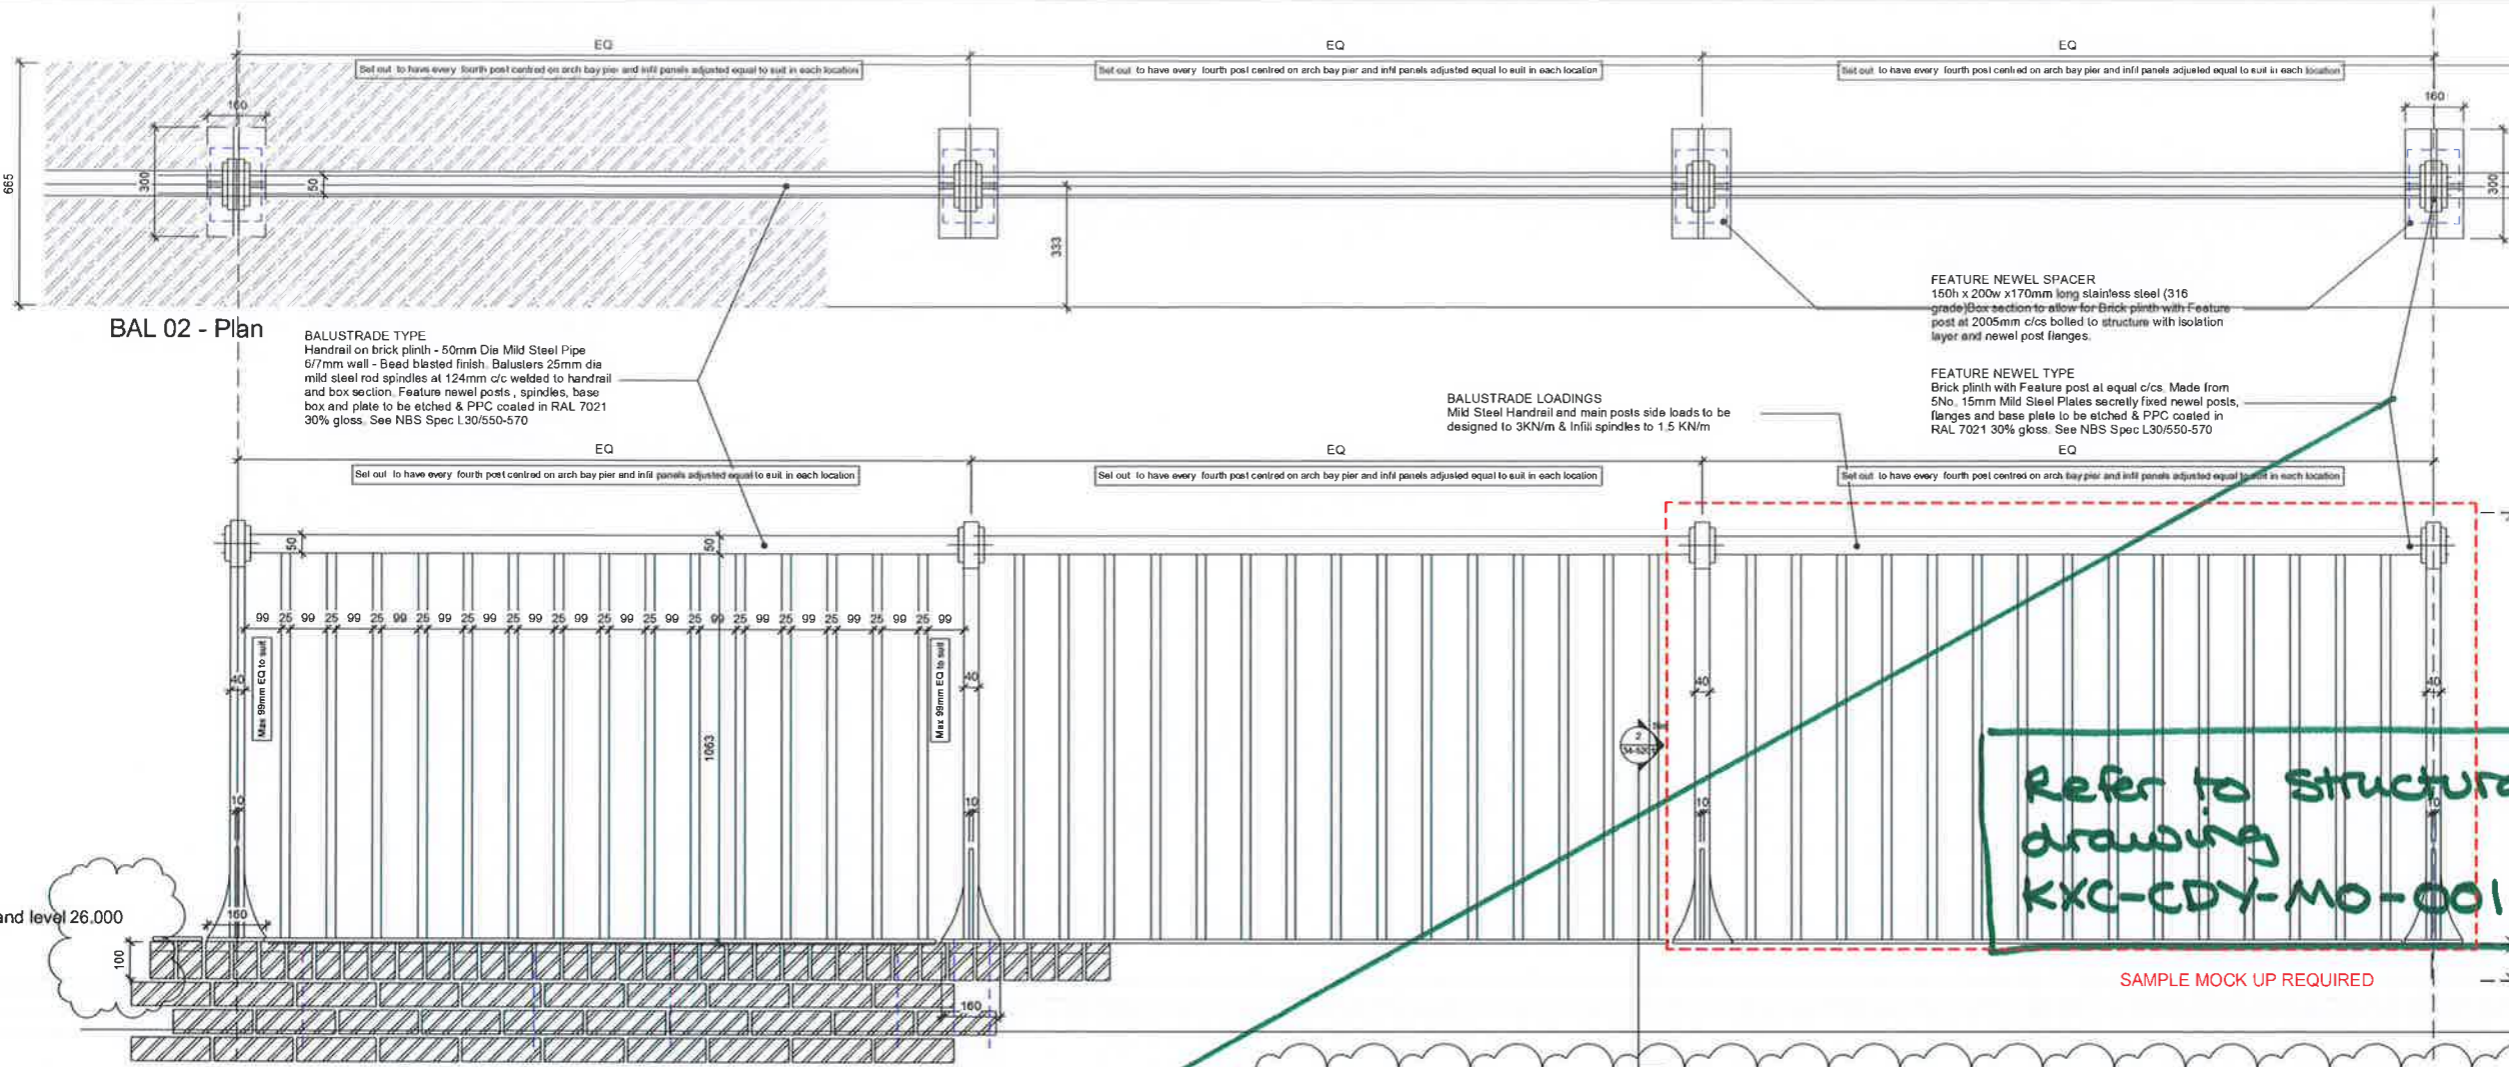 EQ
EQ
EQ
Set out to have every fourth post centred on arch bay pier and infil panels adjusted equal to suit in each location
Set out to have every fourth post centred on arch bay pier and infil panels adjusted equal to suit in each location
Set out to have every fourth post centred on arch bay pier and infil panels adjusted equal to suit in each location
160
160
665
300
50
333
300
BAL 02 - Plan
BALUSTRADE TYPE
Handrail on brick plinth - 50mm Dia Mild Steel Pipe
6/7mm wall - Bead blasted finish. Balusters 25mm dia
mild steel rod spindles at 124mm c/c welded to handrail
and box section. Feature newel posts , spindles, base
box and plate to be etched & PPC coated in RAL 7021
30% gloss. See NBS Spec L30/550-570
FEATURE NEWEL SPACER
150h x 200w x170mm long stainless steel (316
grade)Box section to allow for Brick plinth with Feature
post at 2005mm c/cs bolted to structure with isolation
layer and newel post flanges.
BALUSTRADE LOADINGS
Mild Steel Handrail and main posts side loads to be
designed to 3KN/m & Infill spindles to 1.5 KN/m
FEATURE NEWEL TYPE
Brick plinth with Feature post at equal c/cs. Made from
5No. 15mm Mild Steel Plates secretly fixed newel posts,
flanges and base plate to be etched & PPC coated in
RAL 7021 30% gloss. See NBS Spec L30/550-570
EQ
EQ
EQ
Set out to have every fourth post centred on arch bay pier and infil panels adjusted equal to suit in each location
Set out to have every fourth post centred on arch bay pier and infil panels adjusted equal to suit in each location
Set out to have every fourth post centred on arch bay pier and infil panels adjusted equal to suit in each location
50
50
99 25 99 25 99 25 99 25 99 25 99 25 99 25 99 25 99 25 99 25 99 25 99 25 99 25 99 25 99 25 99
Max 99mm EQ to suit
Max 99mm EQ to suit
40
40
40
40
1063
2
10
10
10
10
Refer to structura
drawing
KXC-CDY-MO-001
and level 26.000
160
100
160
SAMPLE MOCK UP REQUIRED